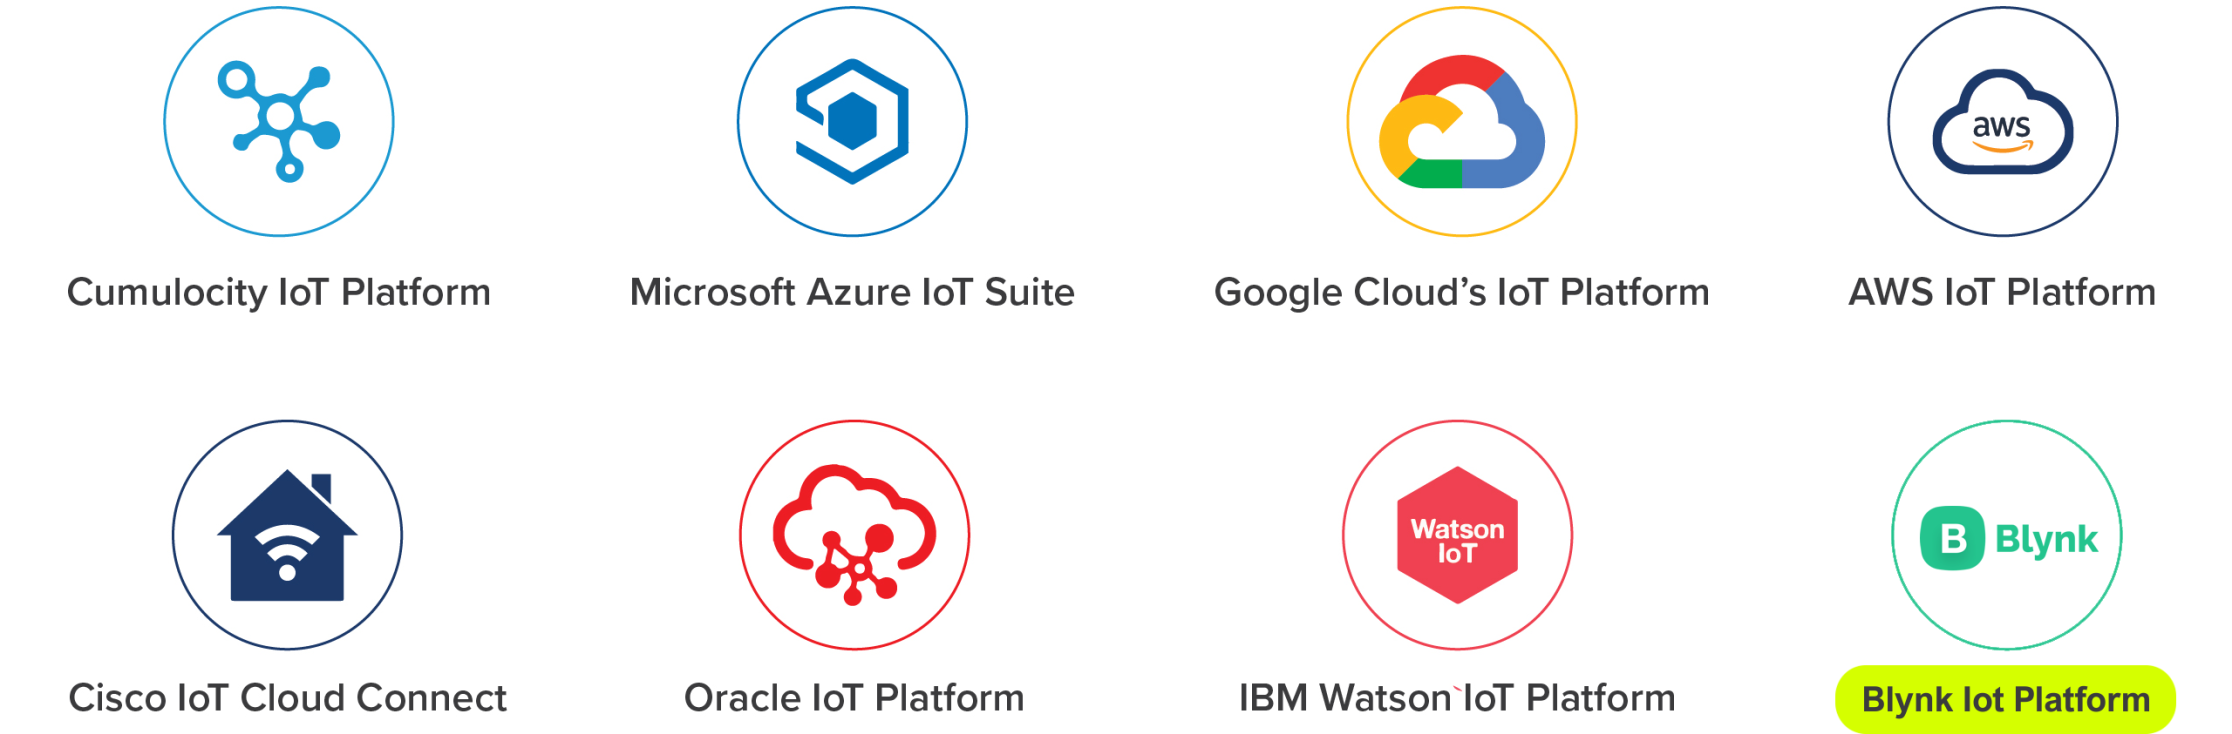 aws
Cumulocity IoT Platform
Microsoft Azure IoT Suite
Google Cloud’s IoT Platform
AWS IoT Platform
Watson
IoT
B Blynk
Cisco IoT Cloud Connect
Oracle IoT Platform
IBM Watson IoT Platform
Blynk Iot Platform